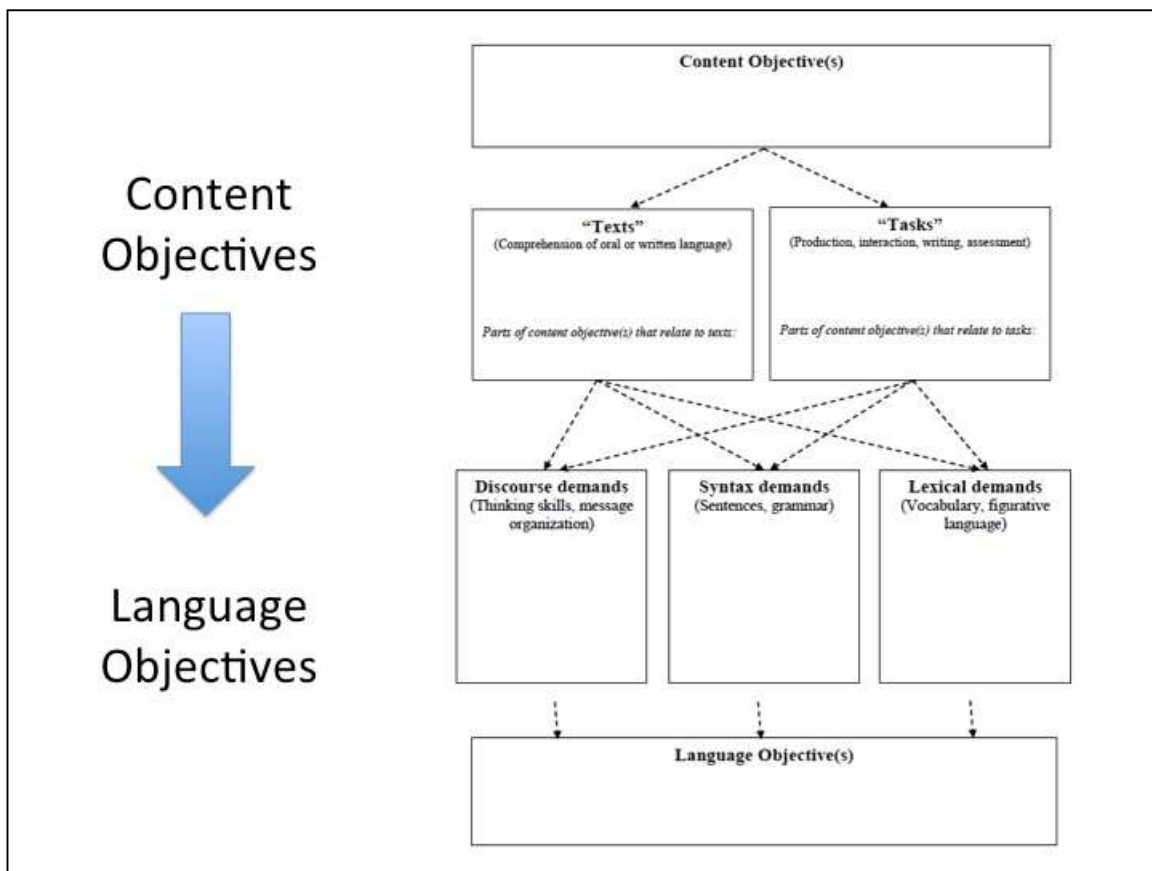 Content Objective(s)
Content
Objectives
“Texts”
(Comprehension of oral or written language)
Parts of content objective(s) that relate to texts:
“Tasks”
(Production, interaction, writing, assessment)
Parts of content objective(s) that relate to tasks:
Discourse demands
(Thinking skills, message
organization)
Syntax demands
(Sentences, grammar)
Lexical demands
(Vocabulary, figurative
language)
Language
Objectives
Language Objective(s)